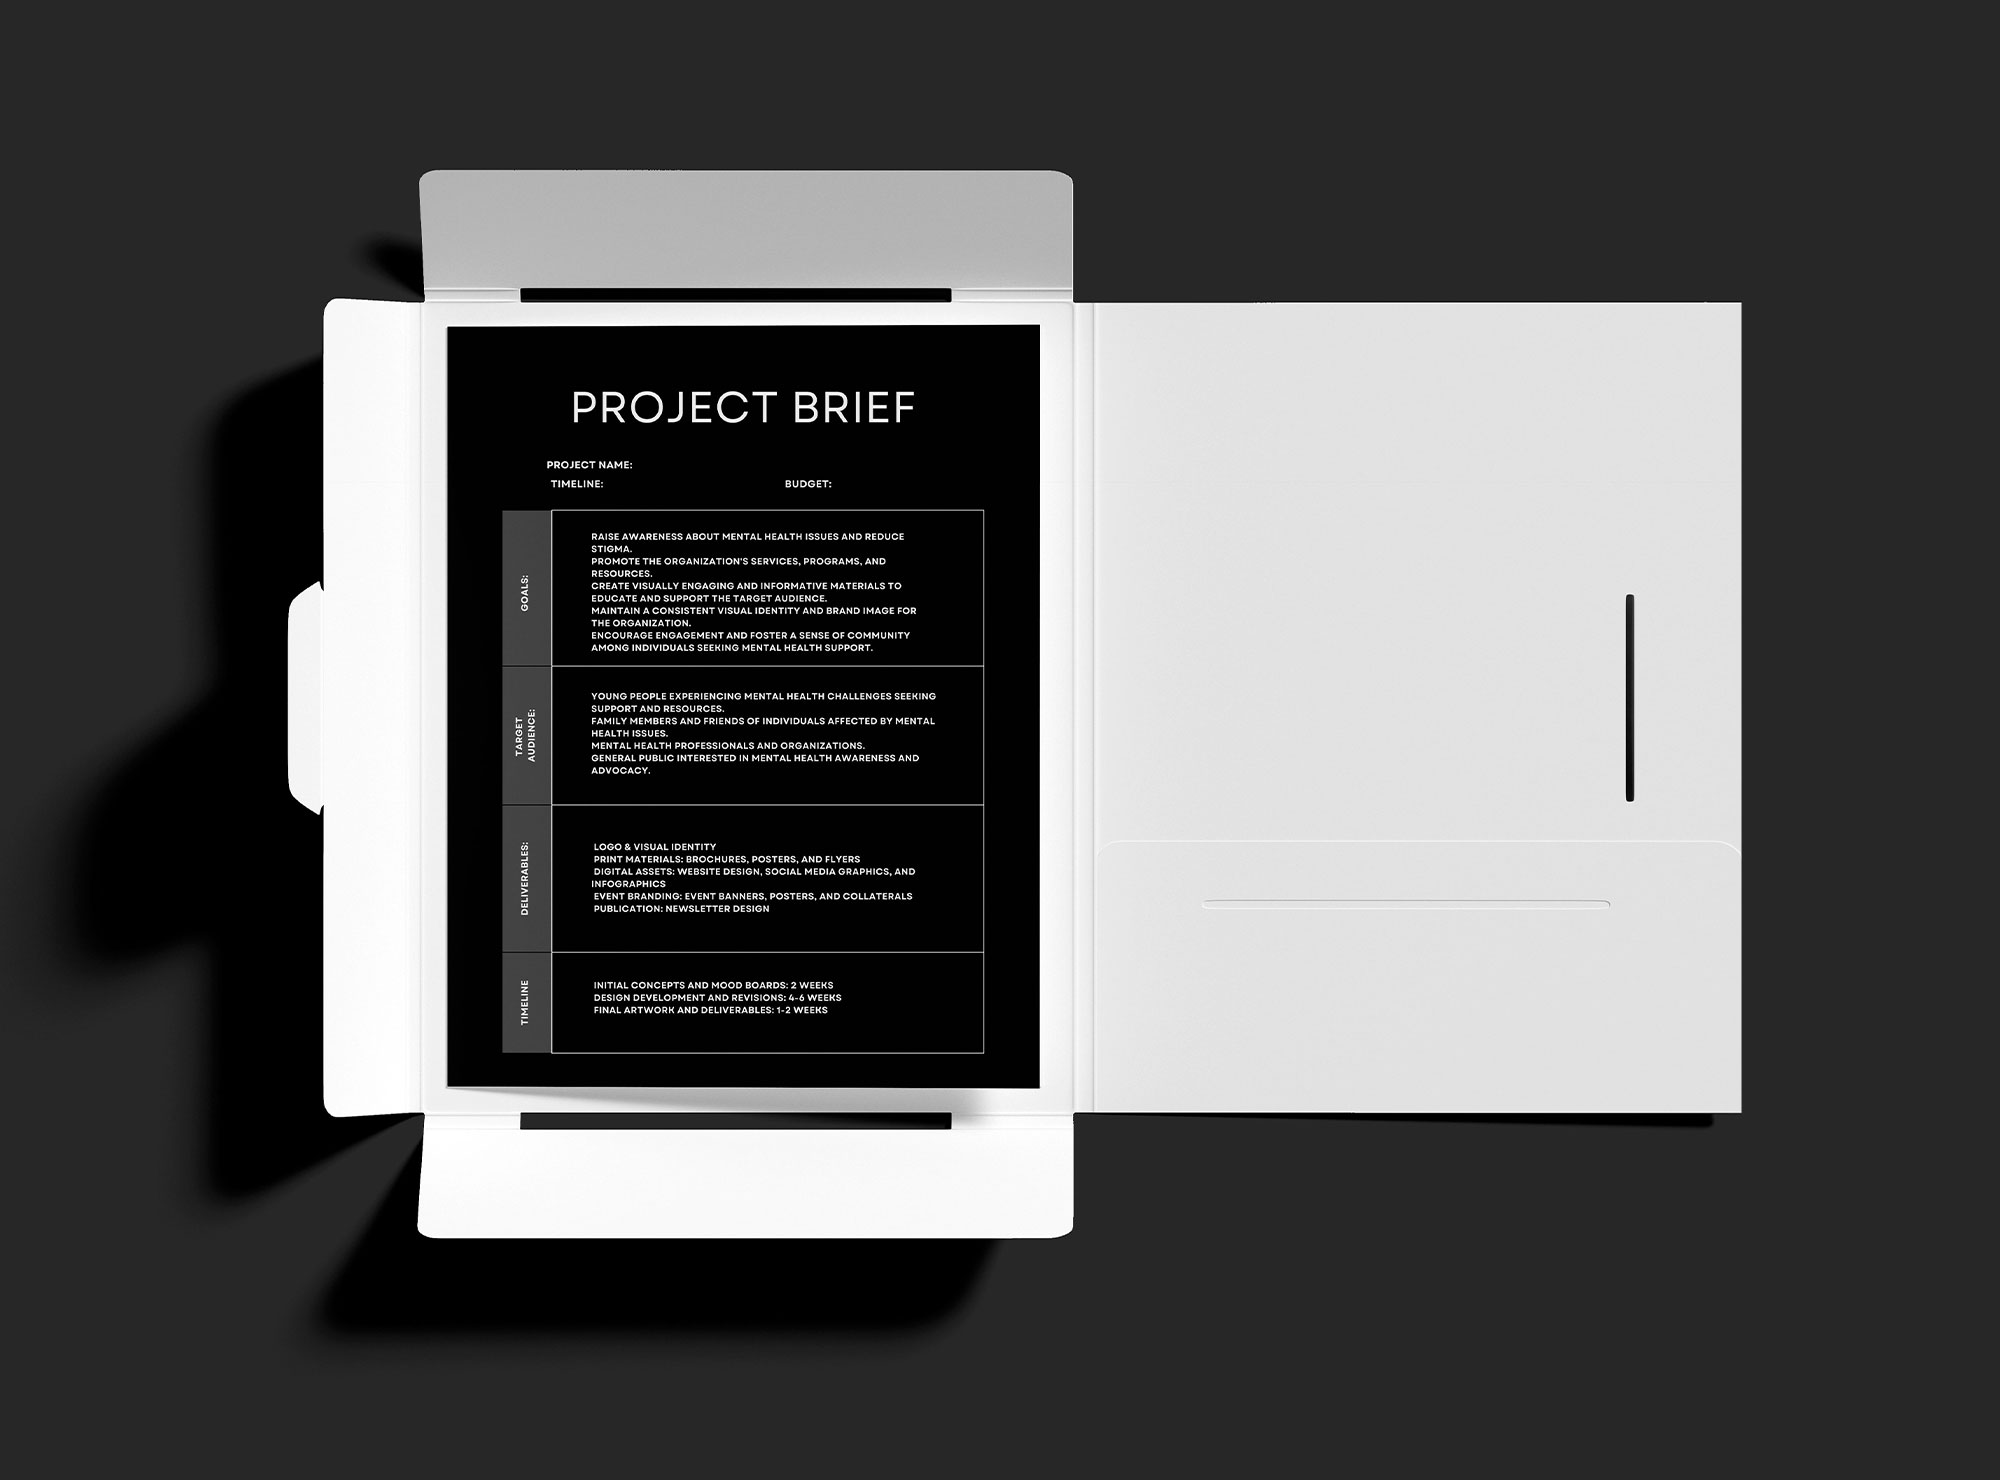 PROJECT BRIEF
PROJECT NAME:
TIMELINE:
BUDGET:
GOALS:
RAISE AWARENESS ABOUT MENTAL HEALTH ISSUES AND REDUCE
STIGMA.
PROMOTE THE ORGANIZATION'S SERVICES, PROGRAMS, AND
RESOURCES.
CREATE VISUALLY ENGAGING AND INFORMATIVE MATERIALS TO
EDUCATE AND SUPPORT THE TARGET AUDIENCE.
MAINTAIN A CONSISTENT VISUAL IDENTITY AND BRAND IMAGE FOR
THE ORGANIZATION.
ENCOURAGE ENGAGEMENT AND FOSTER A SENSE OF COMMUNITY
AMONG INDIVIDUALS SEEKING MENTAL HEALTH SUPPORT.
TARGET
AUDIENCE:
YOUNG PEOPLE EXPERIENCING MENTAL HEALTH CHALLENGES SEEKING
SUPPORT AND RESOURCES.
FAMILY MEMBERS AND FRIENDS OF INDIVIDUALS AFFECTED BY MENTAL
HEALTH ISSUES.
MENTAL HEALTH PROFESSIONALS AND ORGANIZATIONS.
GENERAL PUBLIC INTERESTED IN MENTAL HEALTH AWARENESS AND
ADVOCACY.
DELIVERABLES:
LOGO & VISUAL IDENTITY
PRINT MATERIALS: BROCHURES, POSTERS, AND FLYERS
DIGITAL ASSETS: WEBSITE DESIGN, SOCIAL MEDIA GRAPHICS, AND
INFOGRAPHICS
EVENT BRANDING: EVENT BANNERS, POSTERS, AND COLLATERALS
PUBLICATION: NEWSLETTER DESIGN
TIMELINE
INITIAL CONCEPTS AND MOOD BOARDS: 2 WEEKS
DESIGN DEVELOPMENT AND REVISIONS: 4-6 WEEKS
FINAL ARTWORK AND DELIVERABLES: 1-2 WEEKS